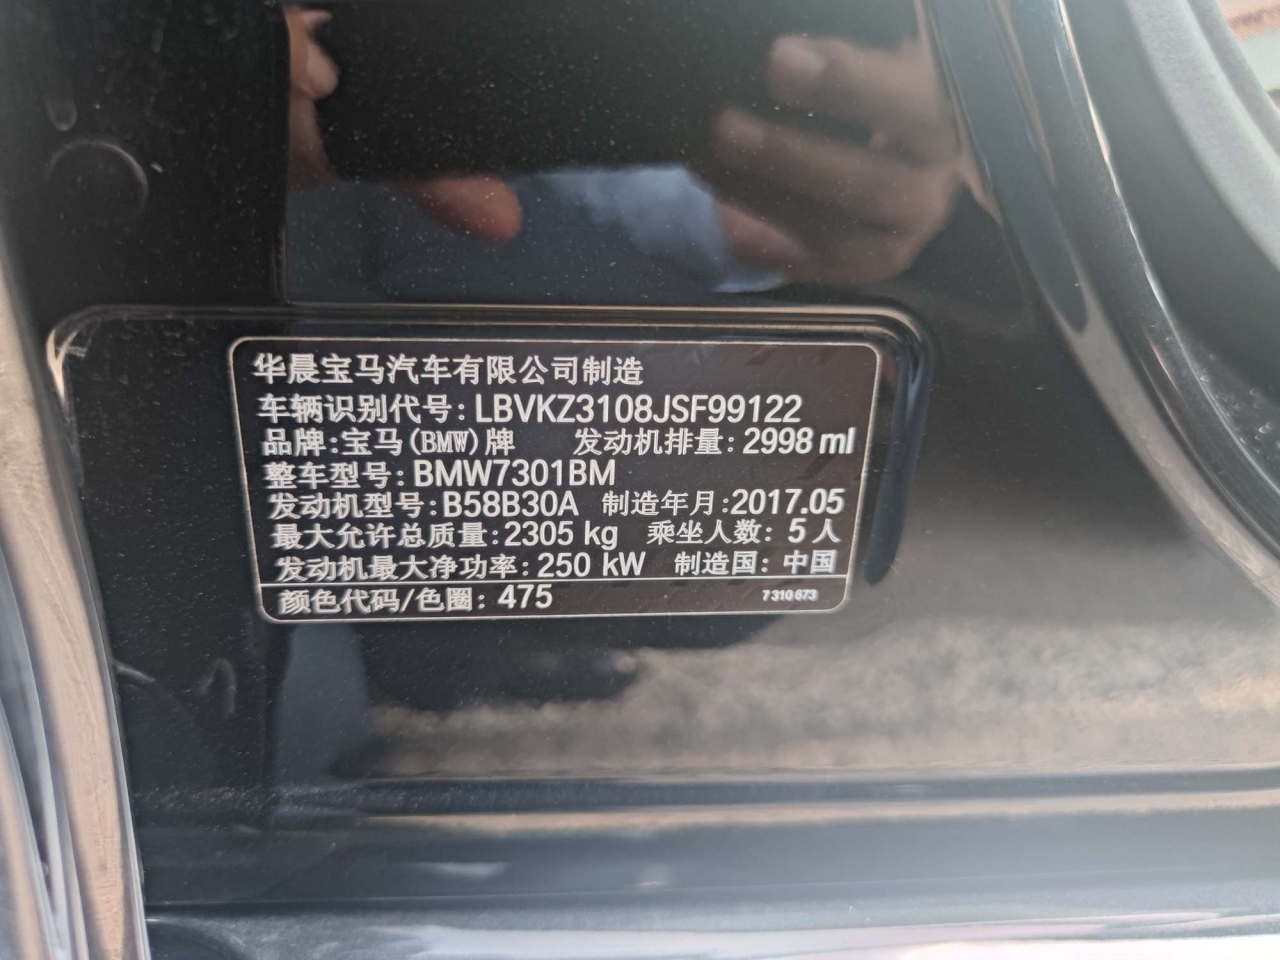 华晨宝马汽车有限公司制造
车辆识别代号:LBVKZ3108JSF99122
品牌:宝马(BMW)牌 发动机排量:2998 ml
整车型号:BMW7301BM
发动机型号:B58B30A 制造年月:2017.05
最大允许总质量:2305 kg 乘坐人数: 5 人
发动机最大净功率:250 kW 制造国: 中国
颜色代码/色圈: 475 7310673